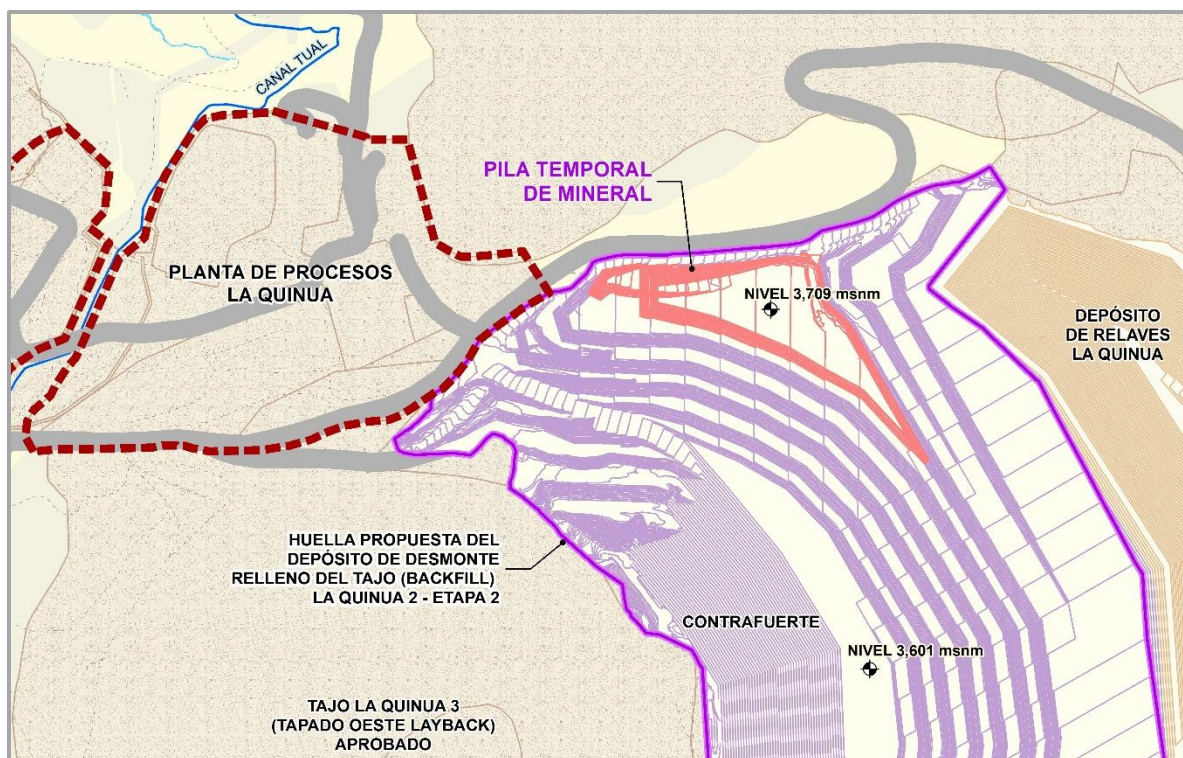 CANAL TUAL
PILA TEMPORAL
DE MINERAL
PLANTA DE PROCESOS
LA QUINUA
NIVEL 3,709 msnm
DEPÓSITO
DE RELAVES
LA QUINUA
HUELLA PROPUESTA DEL
DEPÓSITO DE DESMONTE
RELLENO DEL TAJO (BACKFILL)
LA QUINUA 2 - ETAPA 2
CONTRAFUERTE
NIVEL 3,601 msnm
TAJO LA QUINUA 3
(TAPADO OESTE LAYBACK)
APROBADO